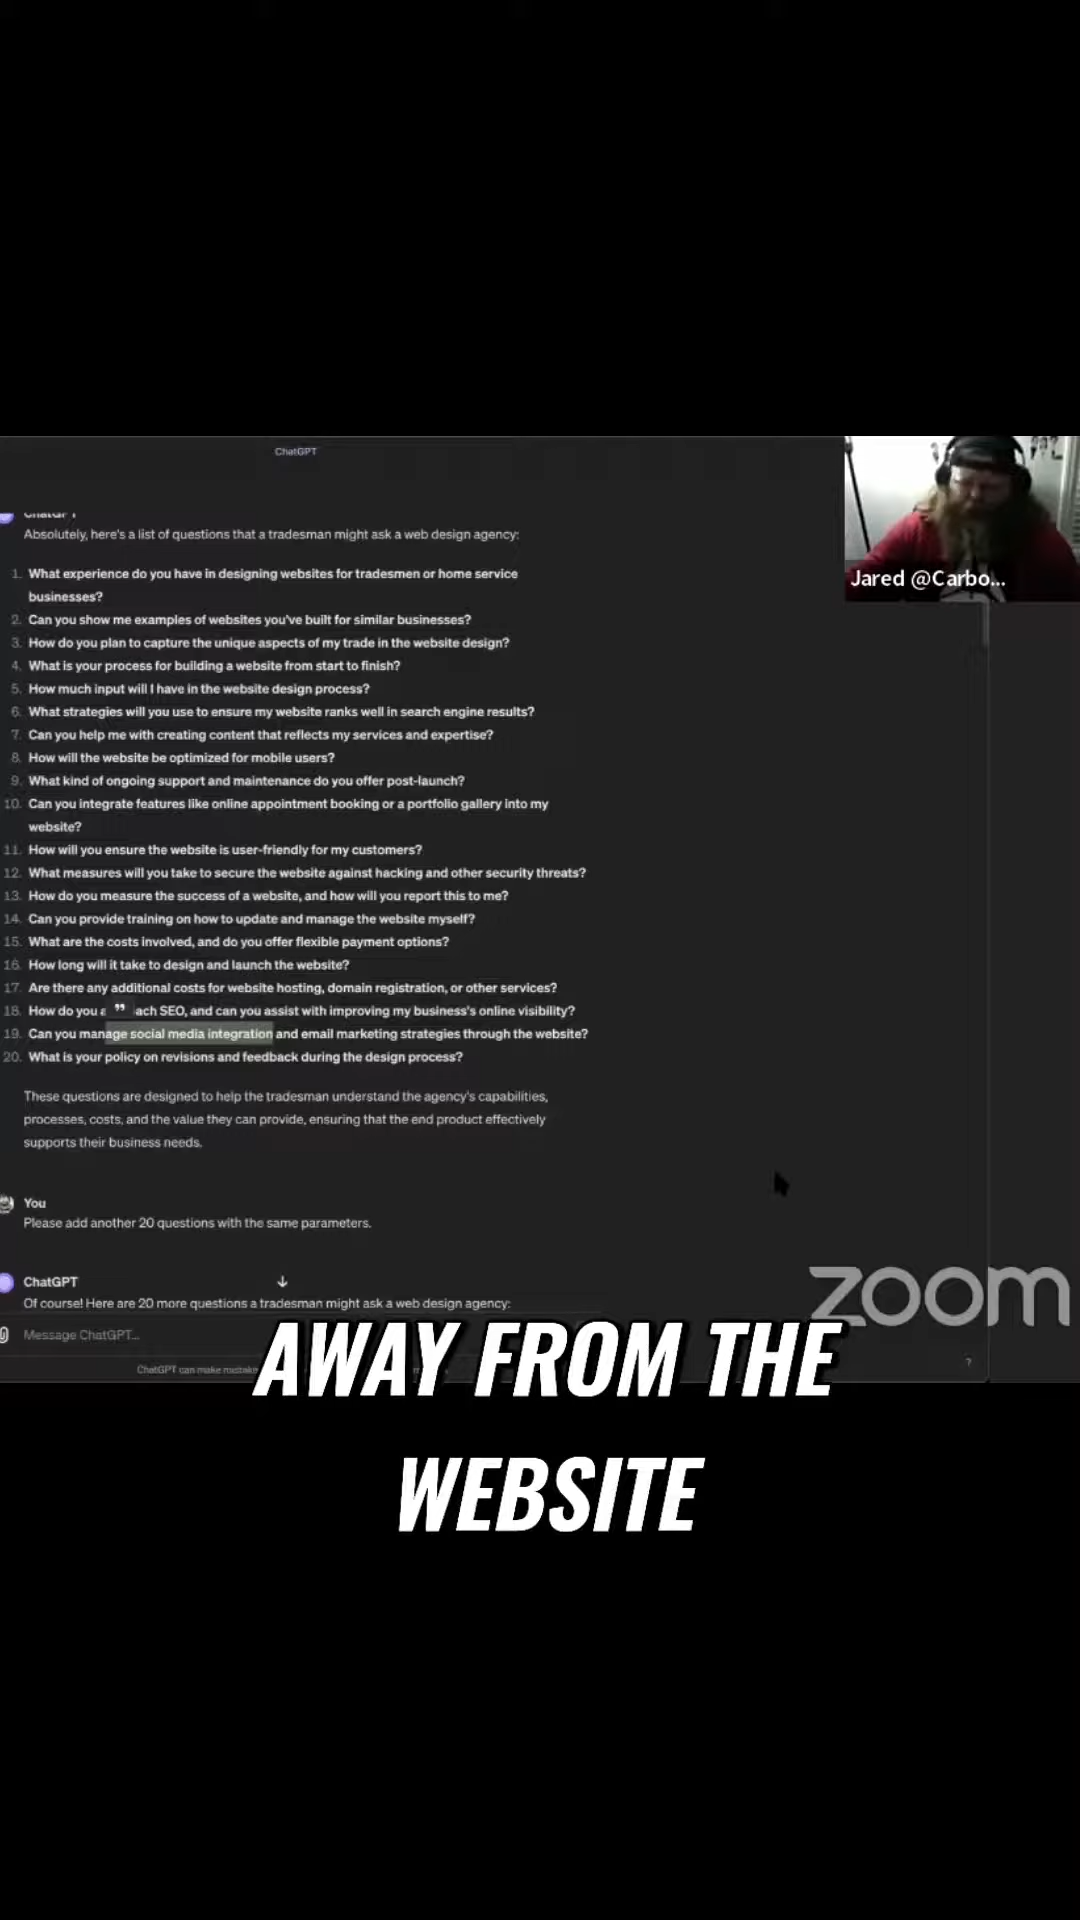 ChatGPT
Jared @Carbo...
ChatGPT
Absolutely, here's a list of questions that a tradesman might ask a web design agency:
1. What experience do you have in designing websites for tradesmen or home service
businesses?
2. Can you show me examples of websites you've built for similar businesses?
3. How do you plan to capture the unique aspects of my trade in the website design?
4. What is your process for building a website from start to finish?
5. How much input will I have in the website design process?
6. What strategies will you use to ensure my website ranks well in search engine results?
7. Can you help me with creating content that reflects my services and expertise?
8. How will the website be optimized for mobile users?
9. What kind of ongoing support and maintenance do you offer post-launch?
10. Can you integrate features like online appointment booking or a portfolio gallery into my
website?
11. How will you ensure the website is user-friendly for my customers?
12. What measures will you take to secure the website against hacking and other security threats?
13. How do you measure the success of a website, and how will you report this to me?
14. Can you provide training on how to update and manage the website myself?
15. What are the costs involved, and do you offer flexible payment options?
16. How long will it take to design and launch the website?
17. Are there any additional costs for website hosting, domain registration, or other services?
18. How do you a ” ach SEO, and can you assist with improving my business's online visibility?
19. Can you manage social media integration and email marketing strategies through the website?
20. What is your policy on revisions and feedback during the design process?
These questions are designed to help the tradesman understand the agency's capabilities,
processes, costs, and the value they can provide, ensuring that the end product effectively
supports their business needs.
You
Please add another 20 questions with the same parameters.
ChatGPT
Of course! Here are 20 more questions a tradesman might ask a web design agency:
zoom
Message ChatGPT...
ChatGPT can make
?
AWAY FROM THE
WEBSITE